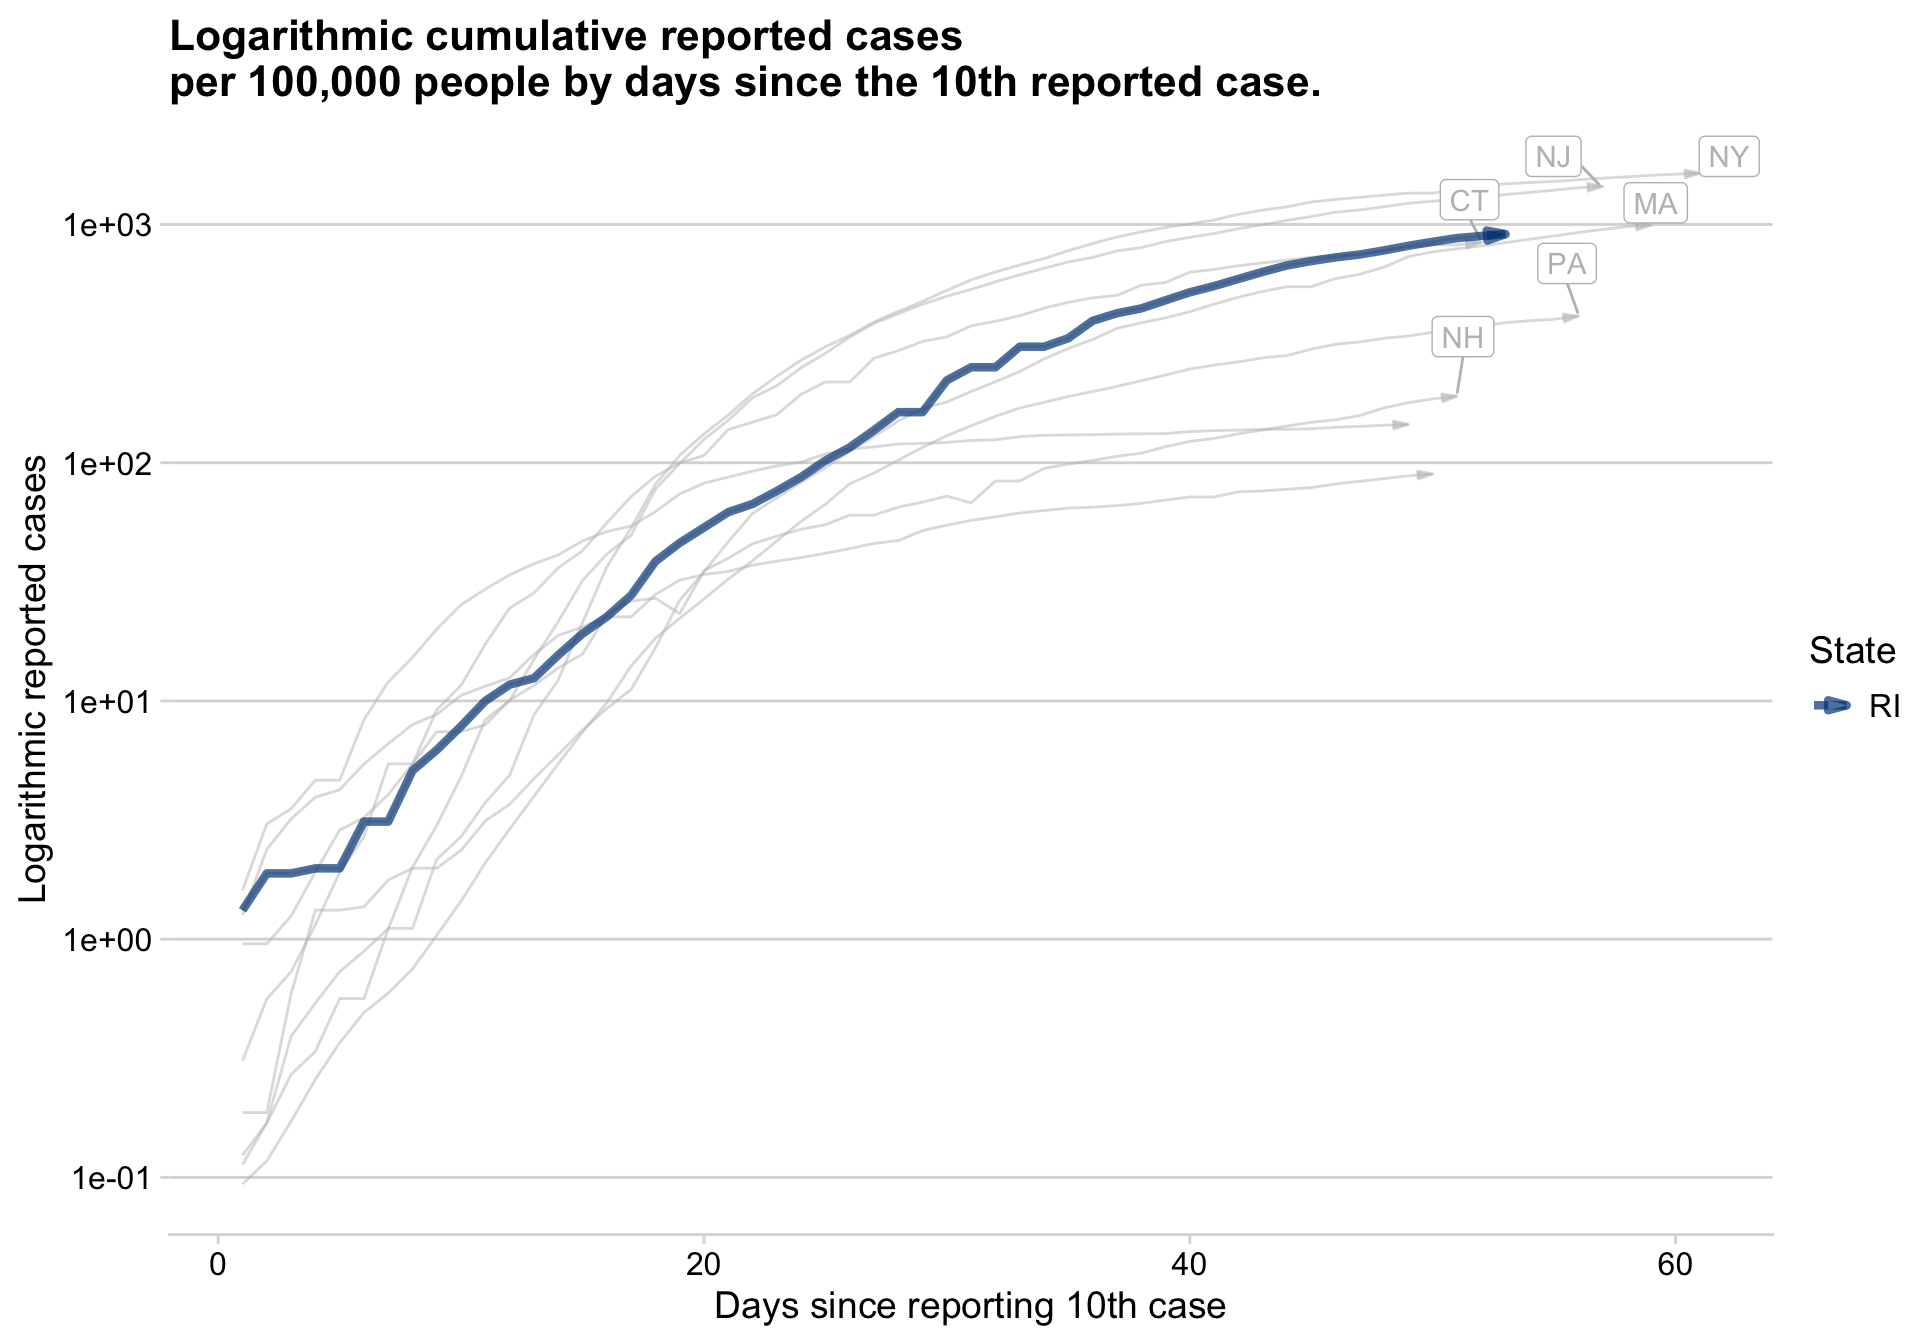 Logarithmic cumulative reported cases
per 100,000 people by days since the 10th reported case.
NJ
NY
CT
MA
PA
NH
1e+03
1e+02
1e+01
1e+00
1e-01
Logarithmic reported cases
State
RI
0
20
40
60
Days since reporting 10th case